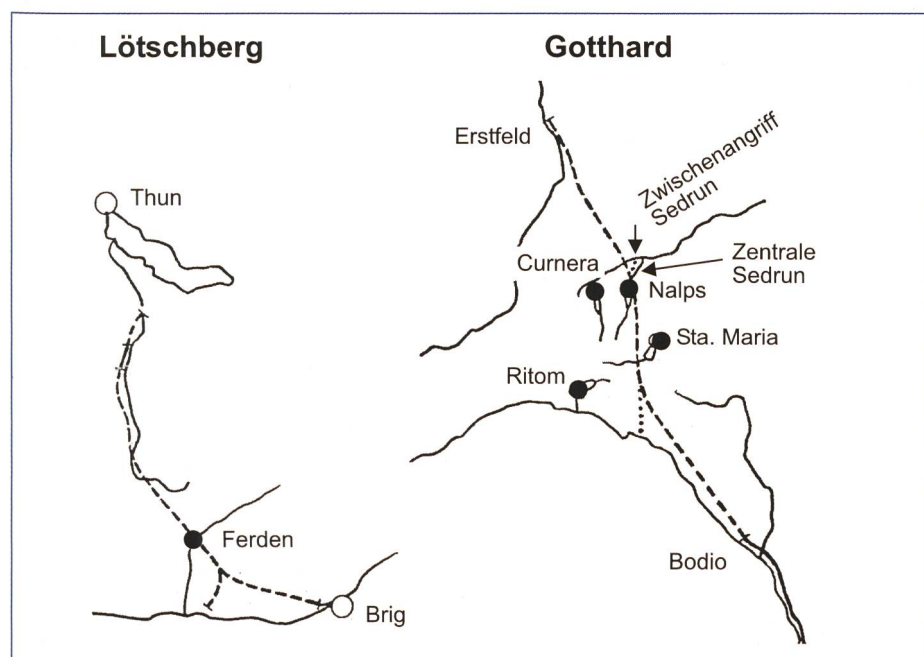 Lötschberg
Thun
Ferden
Brig
Gotthard
Erstfeld
Zwischenangriff
Sedrun
Curnera
Zentrale
Sedrun
Nalps
Sta. Maria
Ritom
Bodio